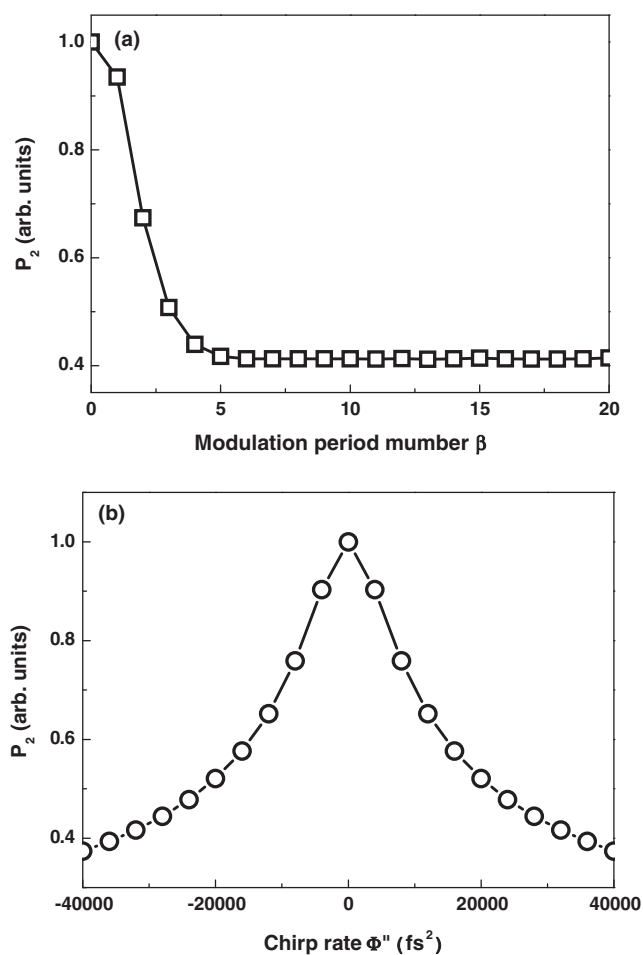 (a)
1.0
0.8
0.6
0.4
P2 (arb. units)
0 5 10 15 20
Modulation period mumber β
(b)
1.0
0.8
0.6
0.4
P2 (arb. units)
-40000 -20000 0 20000 40000
Chirp rate Φ" (fs²)